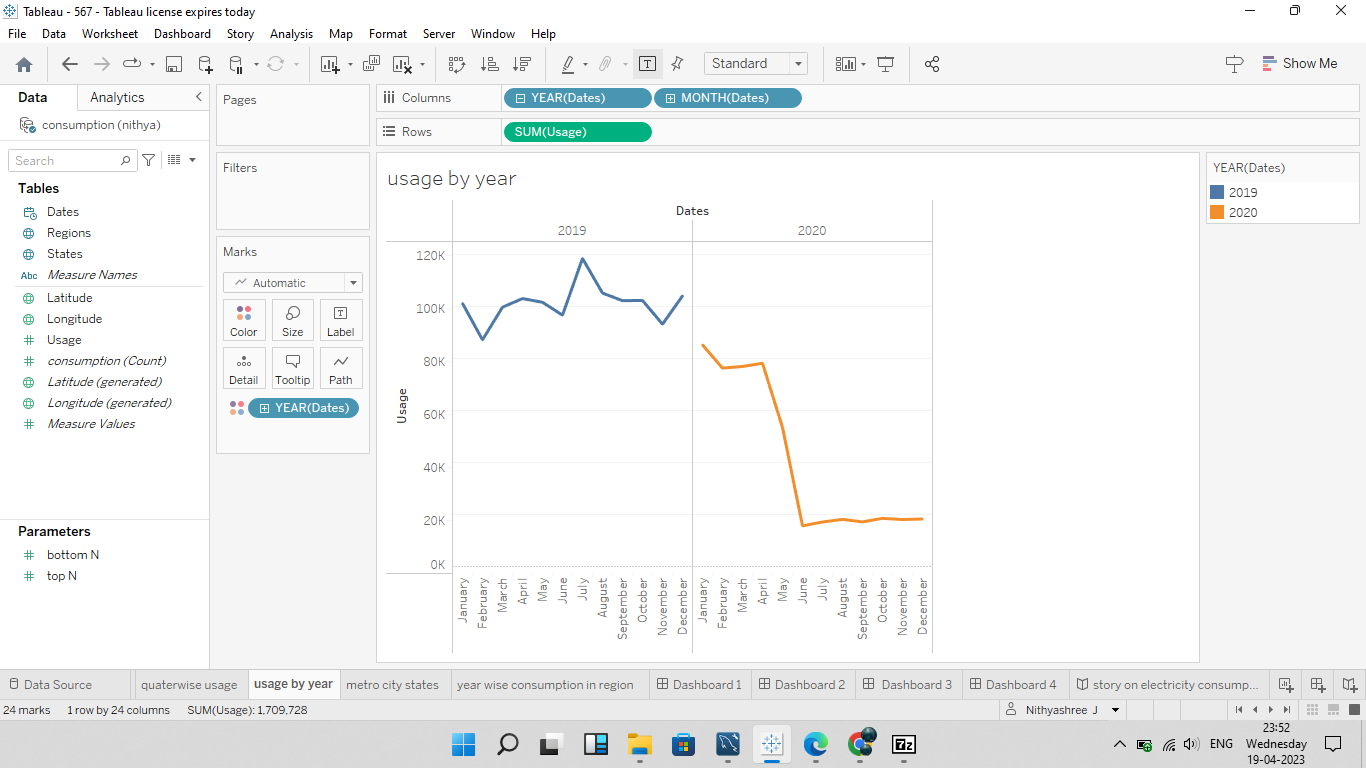 Tableau - 567 - Tableau license expires today
File Data Worksheet Dashboard Story Analysis Map Format Server Window Help
Standard
Show Me
Data Analytics
consumption (nithya)
Search
Tables
Dates
Regions
States
Abc Measure Names
Latitude
Longitude
Usage
consumption (Count)
Latitude (generated)
Longitude (generated)
Measure Values
Parameters
bottom N
top N
Pages
Filters
Marks
Automatic
Color Size Label
Detail Tooltip Path
YEAR(Dates)
Columns YEAR(Dates) MONTH(Dates)
Rows SUM(Usage)
usage by year
Dates
2019 2020
120K
100K
80K
60K
40K
20K
0K
Usage
January February March April May June July August September October November December January February March April May June July August September October November December
YEAR(Dates)
2019
2020
Data Source quaterwise usage usage by year metro city states year wise consumption in region Dashboard 1 Dashboard 2 Dashboard 3 Dashboard 4 story on electricity consump...
24 marks 1 row by 24 columns SUM(Usage): 1,709,728 Nithyashree J
7z
ENG
23:52
Wednesday
19-04-2023